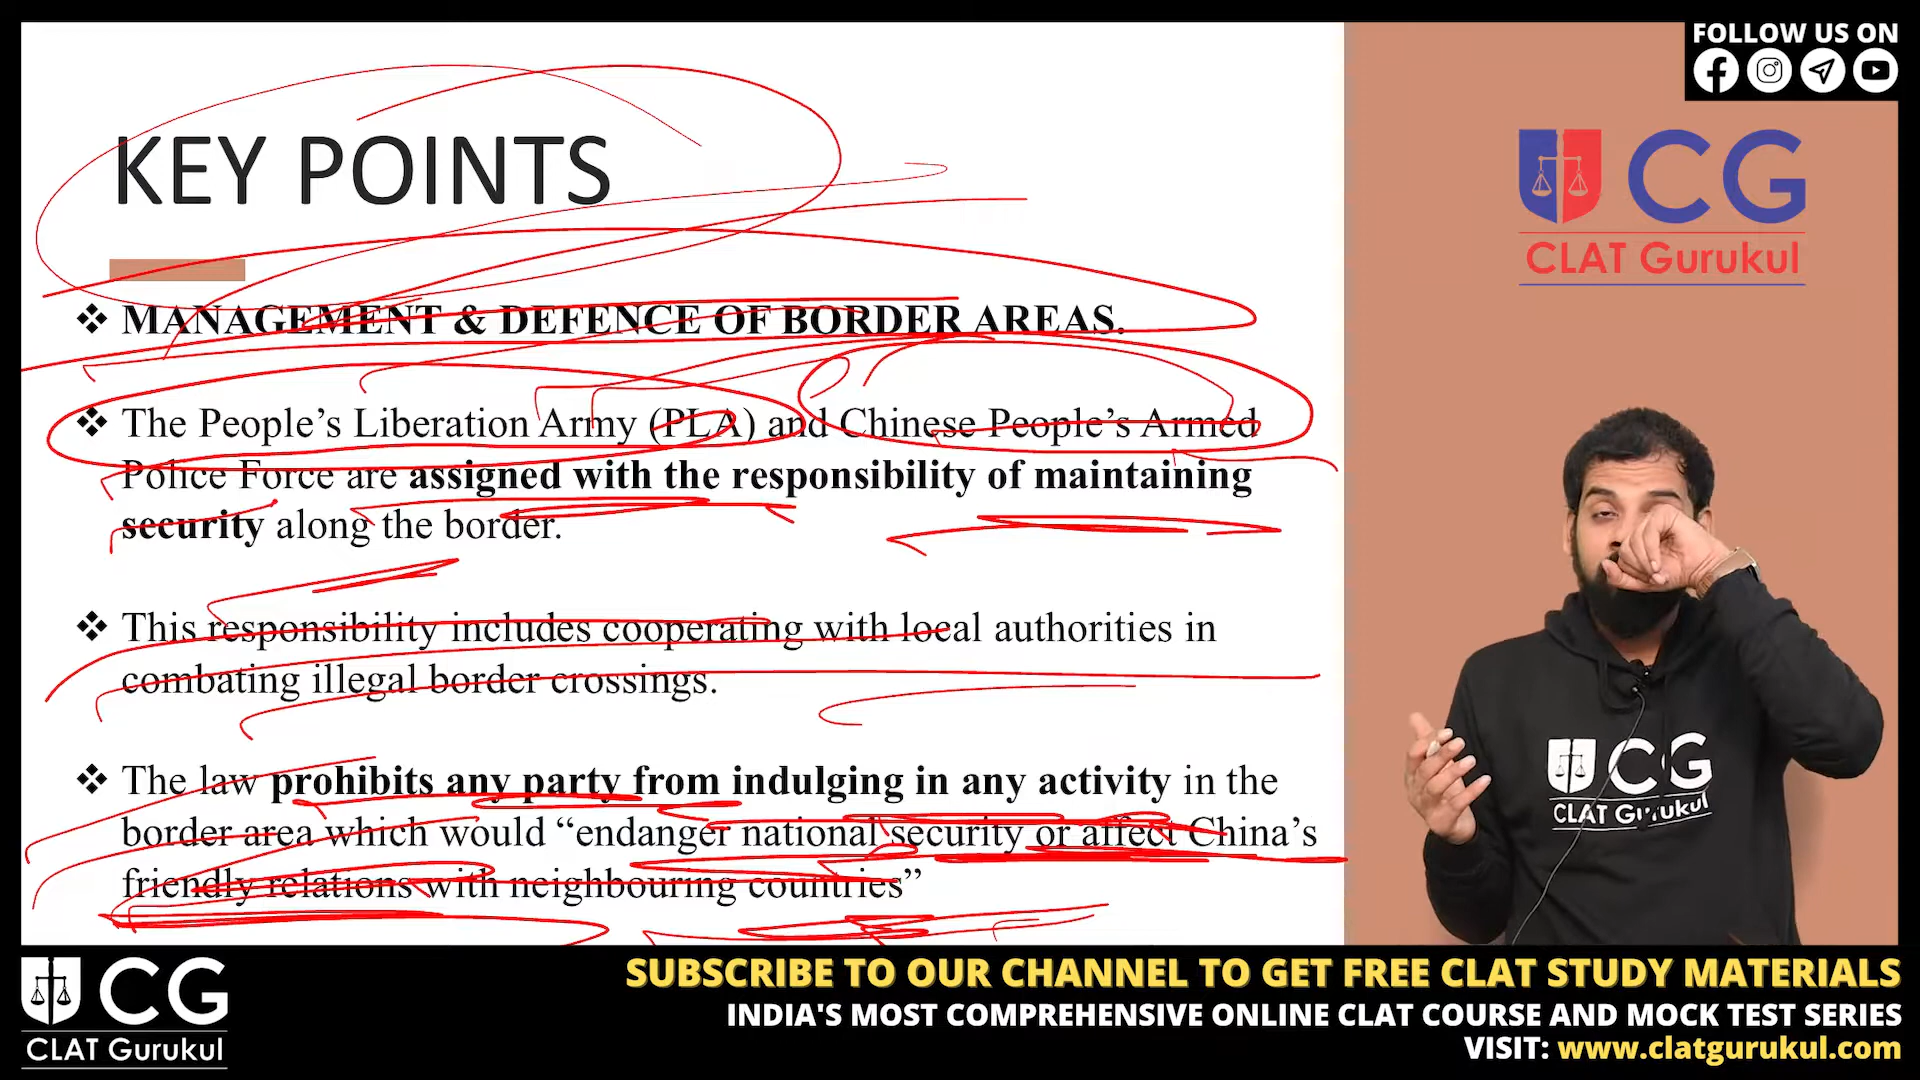 FOLLOW US ON
CG
CLAT Gurukul
KEY POINTS
❖ MANAGEMENT & DEFENCE OF BORDER AREAS.
❖ The People’s Liberation Army (PLA) and Chinese People’s Armed
Police Force are assigned with the responsibility of maintaining
security along the border.
❖ This responsibility includes cooperating with local authorities in
combating illegal border crossings.
❖ The law prohibits any party from indulging in any activity in the
border area which would “endanger national security or affect China’s
friendly relations with neighbouring countries”
CG
CLAT Gurukul
CG
CLAT Gurukul
SUBSCRIBE TO OUR CHANNEL TO GET FREE CLAT STUDY MATERIALS
INDIA'S MOST COMPREHENSIVE ONLINE CLAT COURSE AND MOCK TEST SERIES
VISIT: www.clatgurukul.com